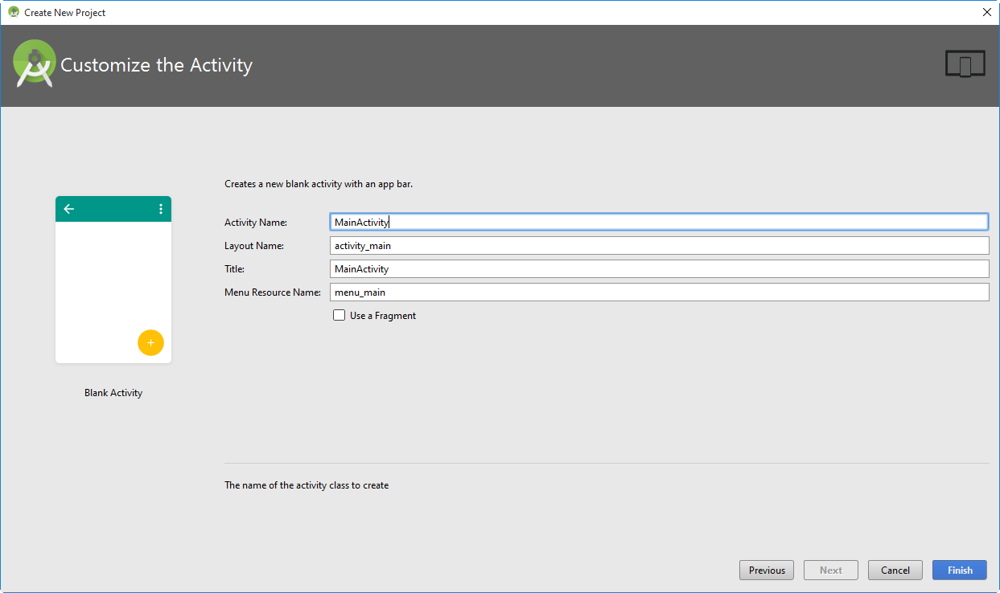 Create New Project
Customize the Activity
Creates a new blank activity with an app bar.
Activity Name: MainActivity
Layout Name: activity_main
Title: MainActivity
Menu Resource Name: menu_main
Use a Fragment
Blank Activity
The name of the activity class to create
Previous Next Cancel Finish